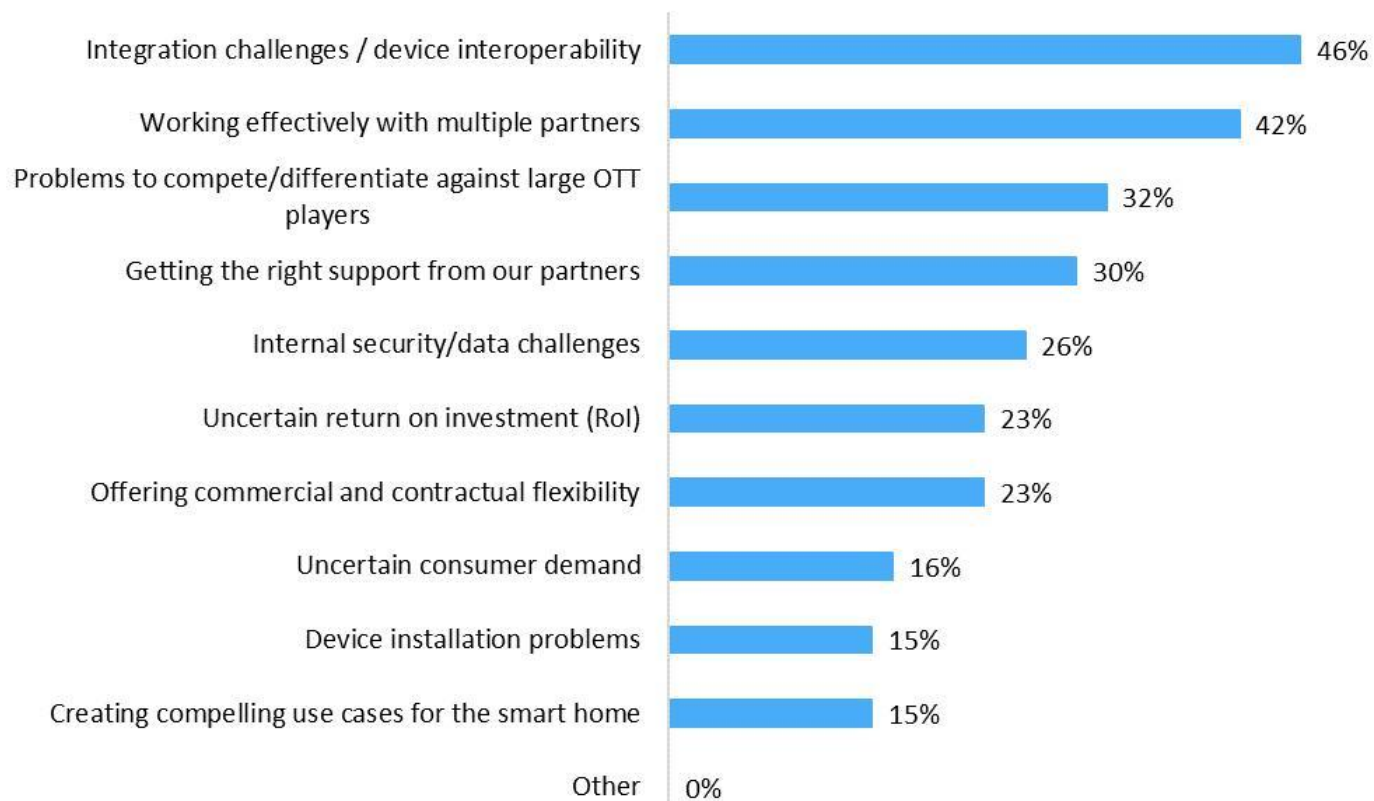 Integration challenges / device interoperability 46%
Working effectively with multiple partners 42%
Problems to compete/differentiate against large OTT
players 32%
Getting the right support from our partners 30%
Internal security/data challenges 26%
Uncertain return on investment (RoI) 23%
Offering commercial and contractual flexibility 23%
Uncertain consumer demand 16%
Device installation problems 15%
Creating compelling use cases for the smart home 15%
Other 0%